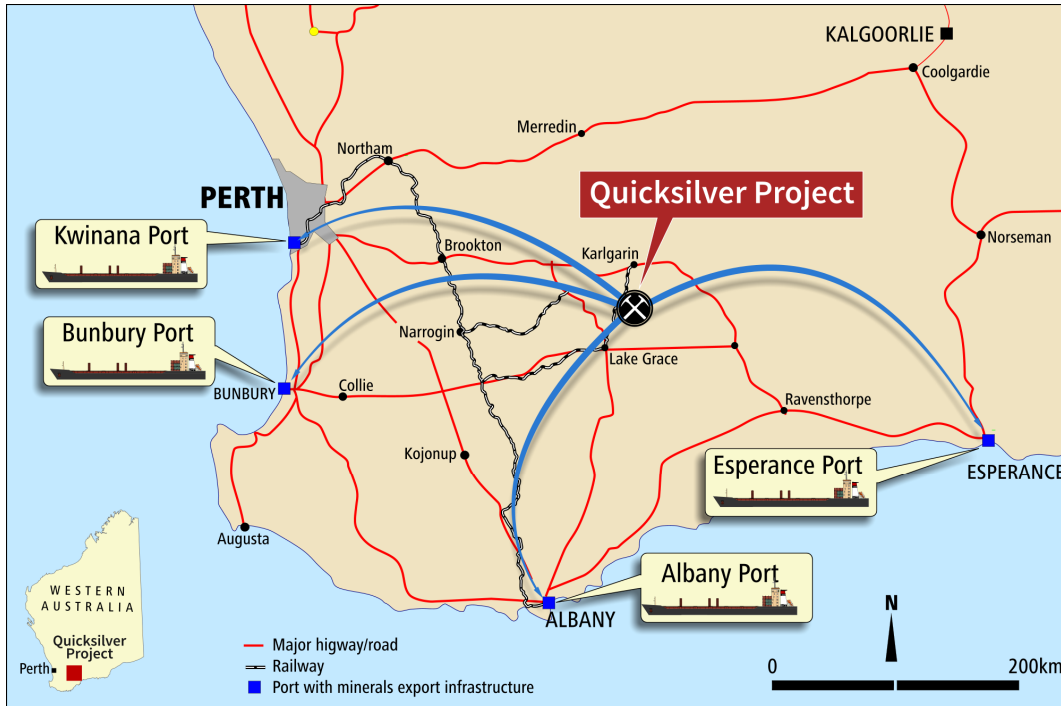 KALGOORLIE
Coolgardie
Merredin
Northam
PERTH
Quicksilver Project
Kwinana Port
Brookton
Karlgarin
Norseman
Bunbury Port
Narrogin
Lake Grace
BUNBURY
Collie
Ravensthorpe
Kojonup
Esperance Port
ESPERANCE
Augusta
Albany Port
ALBANY
WESTERN
AUSTRALIA
Quicksilver
Project
Perth
Major higway/road
Railway
Port with minerals export infrastructure
N
0
200km